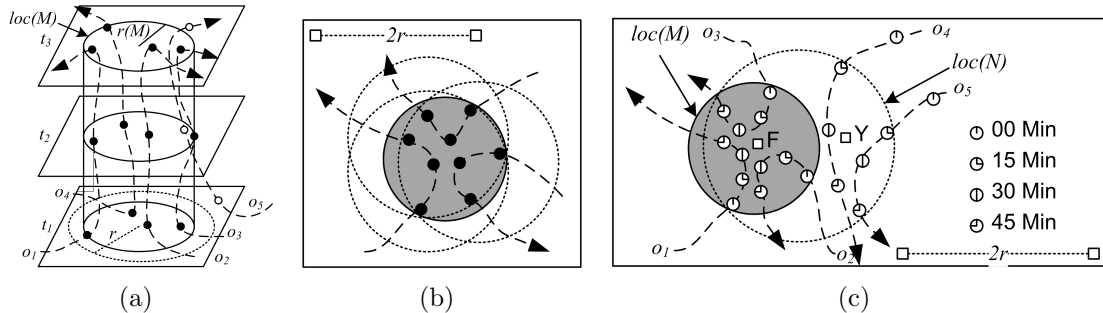 loc(M)
r(M)
t3
t2
o4
t1
r
o1
o2
o3
o5
(a)
2r
(b)
loc(M)
o3
o4
loc(N)
o5
F
Y
00 Min
15 Min
30 Min
45 Min
o1
o2
2r
(c)